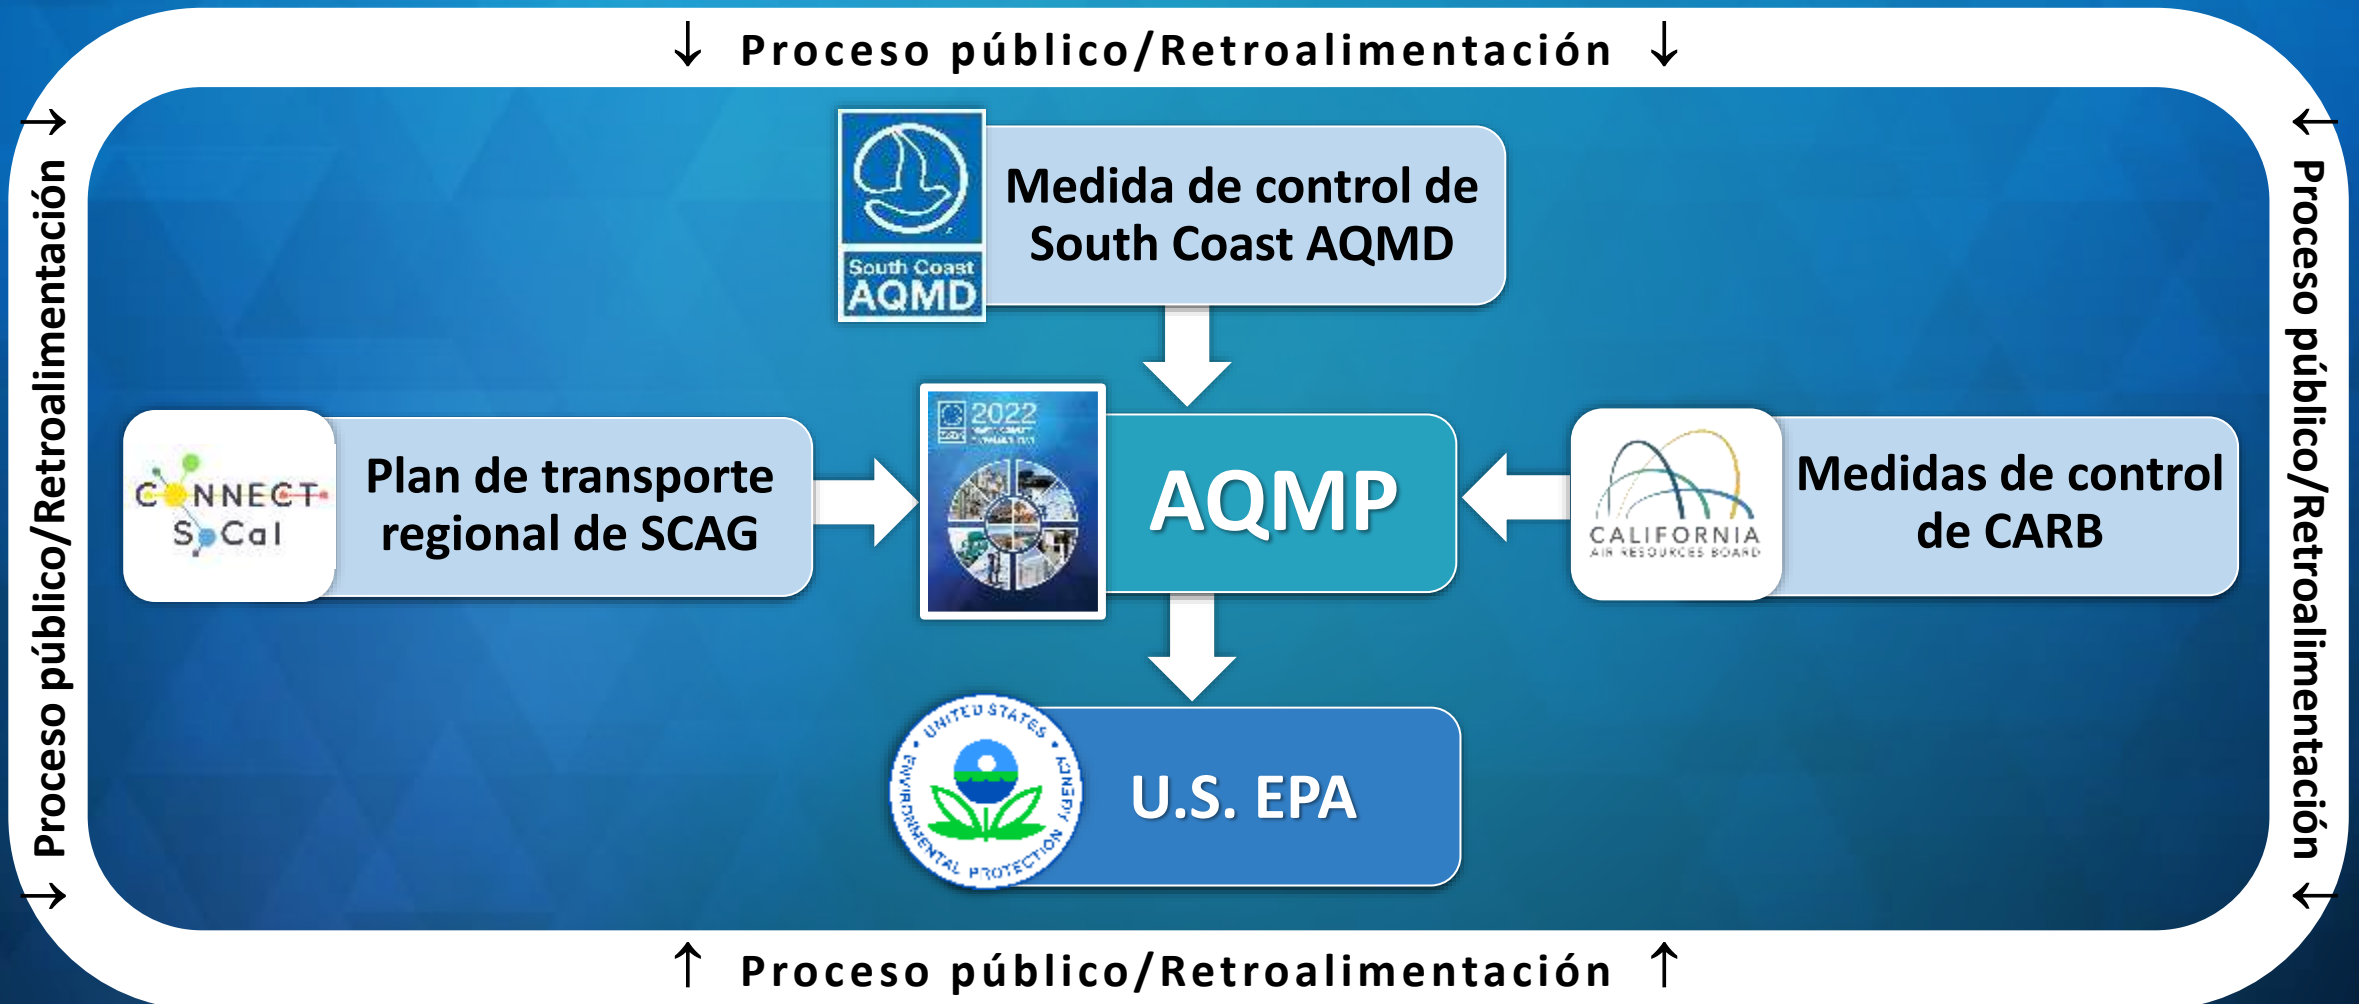 ↓ Proceso público/Retroalimentación ↓
→ Proceso público/Retroalimentación →
← Proceso público/Retroalimentación ←
South Coast
AQMD
Medida de control de
South Coast AQMD
CONNECT
SoCal
Plan de transporte
regional de SCAG
2022
AQMP
CALIFORNIA
AIR RESOURCES BOARD
Medidas de control
de CARB
UNITED STATES
ENVIRONMENTAL PROTECTION AGENCY
U.S. EPA
↑ Proceso público/Retroalimentación ↑